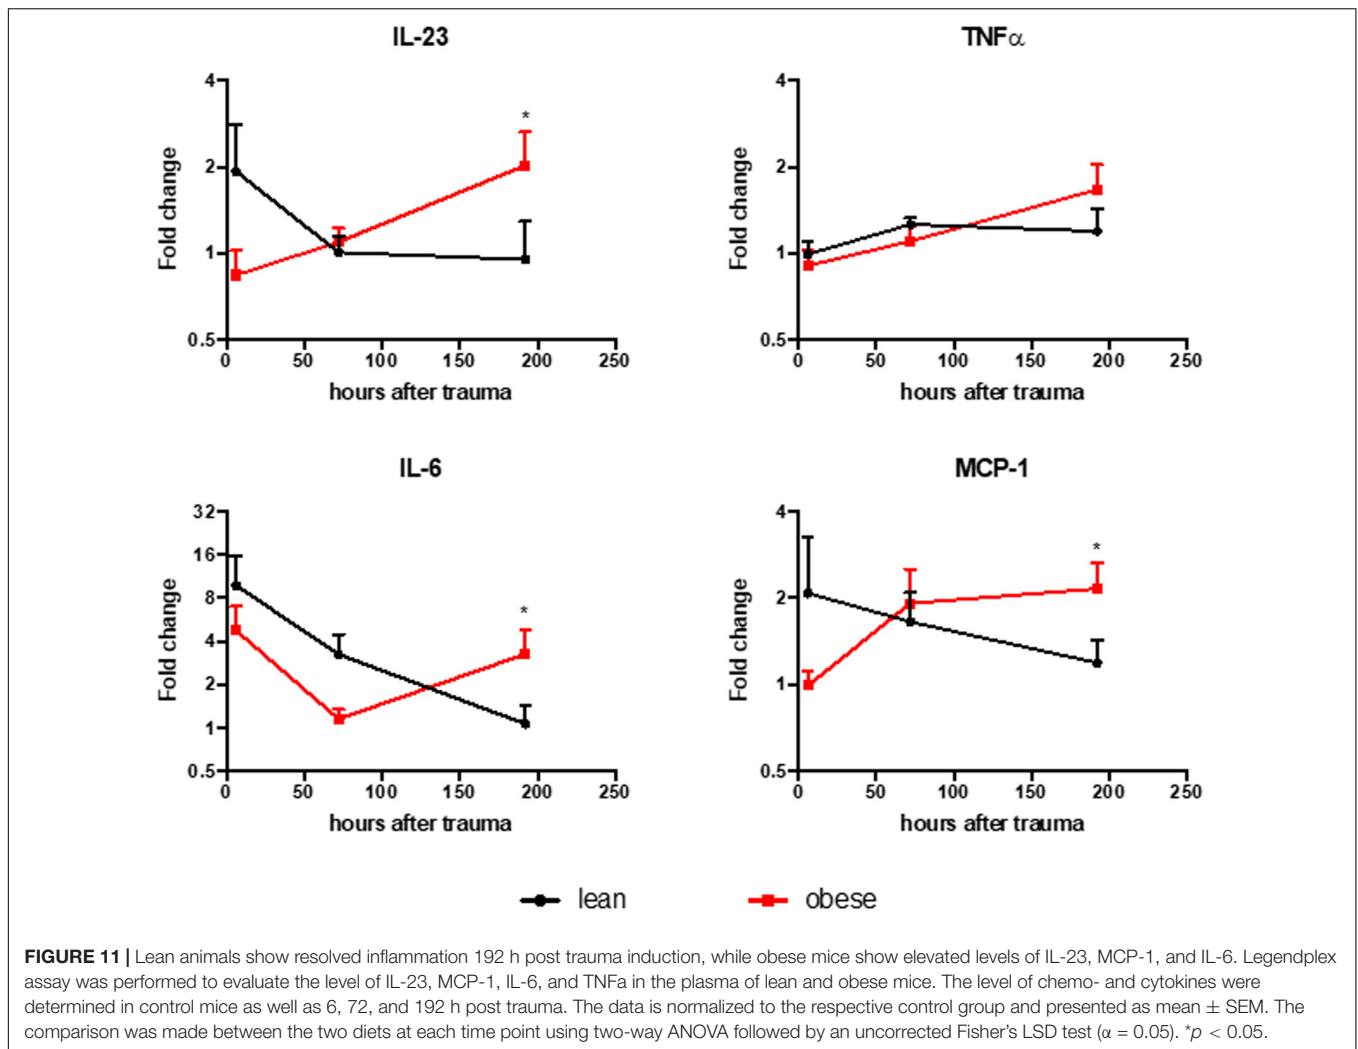 IL-23
4
2
1
0.5
Fold change
*
0 50 100 150 200 250
hours after trauma
TNFα
4
2
1
0.5
Fold change
0 50 100 150 200 250
hours after trauma
IL-6
32
16
8
4
2
1
0.5
Fold change
*
0 50 100 150 200 250
hours after trauma
MCP-1
4
2
1
0.5
Fold change
*
0 50 100 150 200 250
hours after trauma
lean obese
FIGURE 11 | Lean animals show resolved inflammation 192 h post trauma induction, while obese mice show elevated levels of IL-23, MCP-1, and IL-6. Legendplex
assay was performed to evaluate the level of IL-23, MCP-1, IL-6, and TNFa in the plasma of lean and obese mice. The level of chemo- and cytokines were
determined in control mice as well as 6, 72, and 192 h post trauma. The data is normalized to the respective control group and presented as mean ± SEM. The
comparison was made between the two diets at each time point using two-way ANOVA followed by an uncorrected Fisher's LSD test (α = 0.05). *p < 0.05.